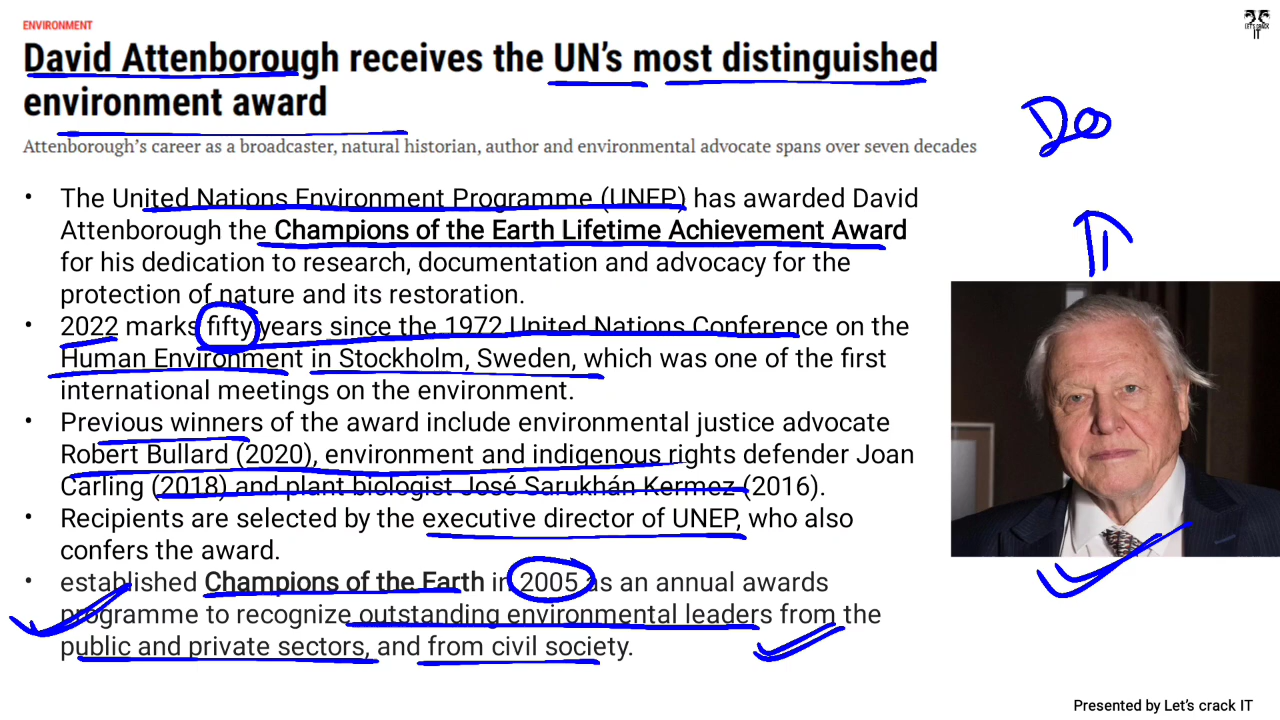 ENVIRONMENT
LET'S CRACK
IT
David Attenborough receives the UN's most distinguished
environment award
Attenborough's career as a broadcaster, natural historian, author and environmental advocate spans over seven decades
• The United Nations Environment Programme (UNEP) has awarded David
Attenborough the Champions of the Earth Lifetime Achievement Award
for his dedication to research, documentation and advocacy for the
protection of nature and its restoration.
• 2022 marks fifty years since the 1972 United Nations Conference on the
Human Environment in Stockholm, Sweden, which was one of the first
international meetings on the environment.
• Previous winners of the award include environmental justice advocate
Robert Bullard (2020), environment and indigenous rights defender Joan
Carling (2018) and plant biologist José Sarukhán Kermez (2016).
• Recipients are selected by the executive director of UNEP, who also
confers the award.
• established Champions of the Earth in 2005 as an annual awards
programme to recognize outstanding environmental leaders from the
public and private sectors, and from civil society.
Presented by Let's crack IT